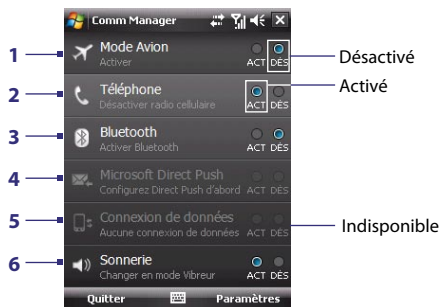 Comm Manager
1 Mode Avion
Activer ACT DÉS
Désactivé
2 Téléphone
Désactiver radio cellulaire ACT DÉS
Activé
3 Bluetooth
Activer Bluetooth ACT DÉS
4 Microsoft Direct Push
Configurez Direct Push d'abord ACT DÉS
5 Connexion de données
Aucune connexion de données ACT DÉS
Indisponible
6 Sonnerie
Changer en mode Vibreur ACT DÉS
Quitter Paramètres